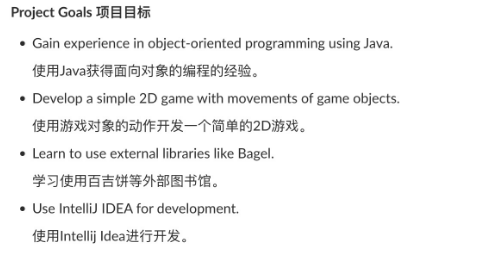 Project Goals 项目目标
• Gain experience in object-oriented programming using Java.
使用Java获得面向对象的编程的经验。
• Develop a simple 2D game with movements of game objects.
使用游戏对象的动作开发一个简单的2D游戏。
• Learn to use external libraries like Bagel.
学习使用百吉饼等外部图书馆。
• Use IntelliJ IDEA for development.
使用Intellij Idea进行开发。